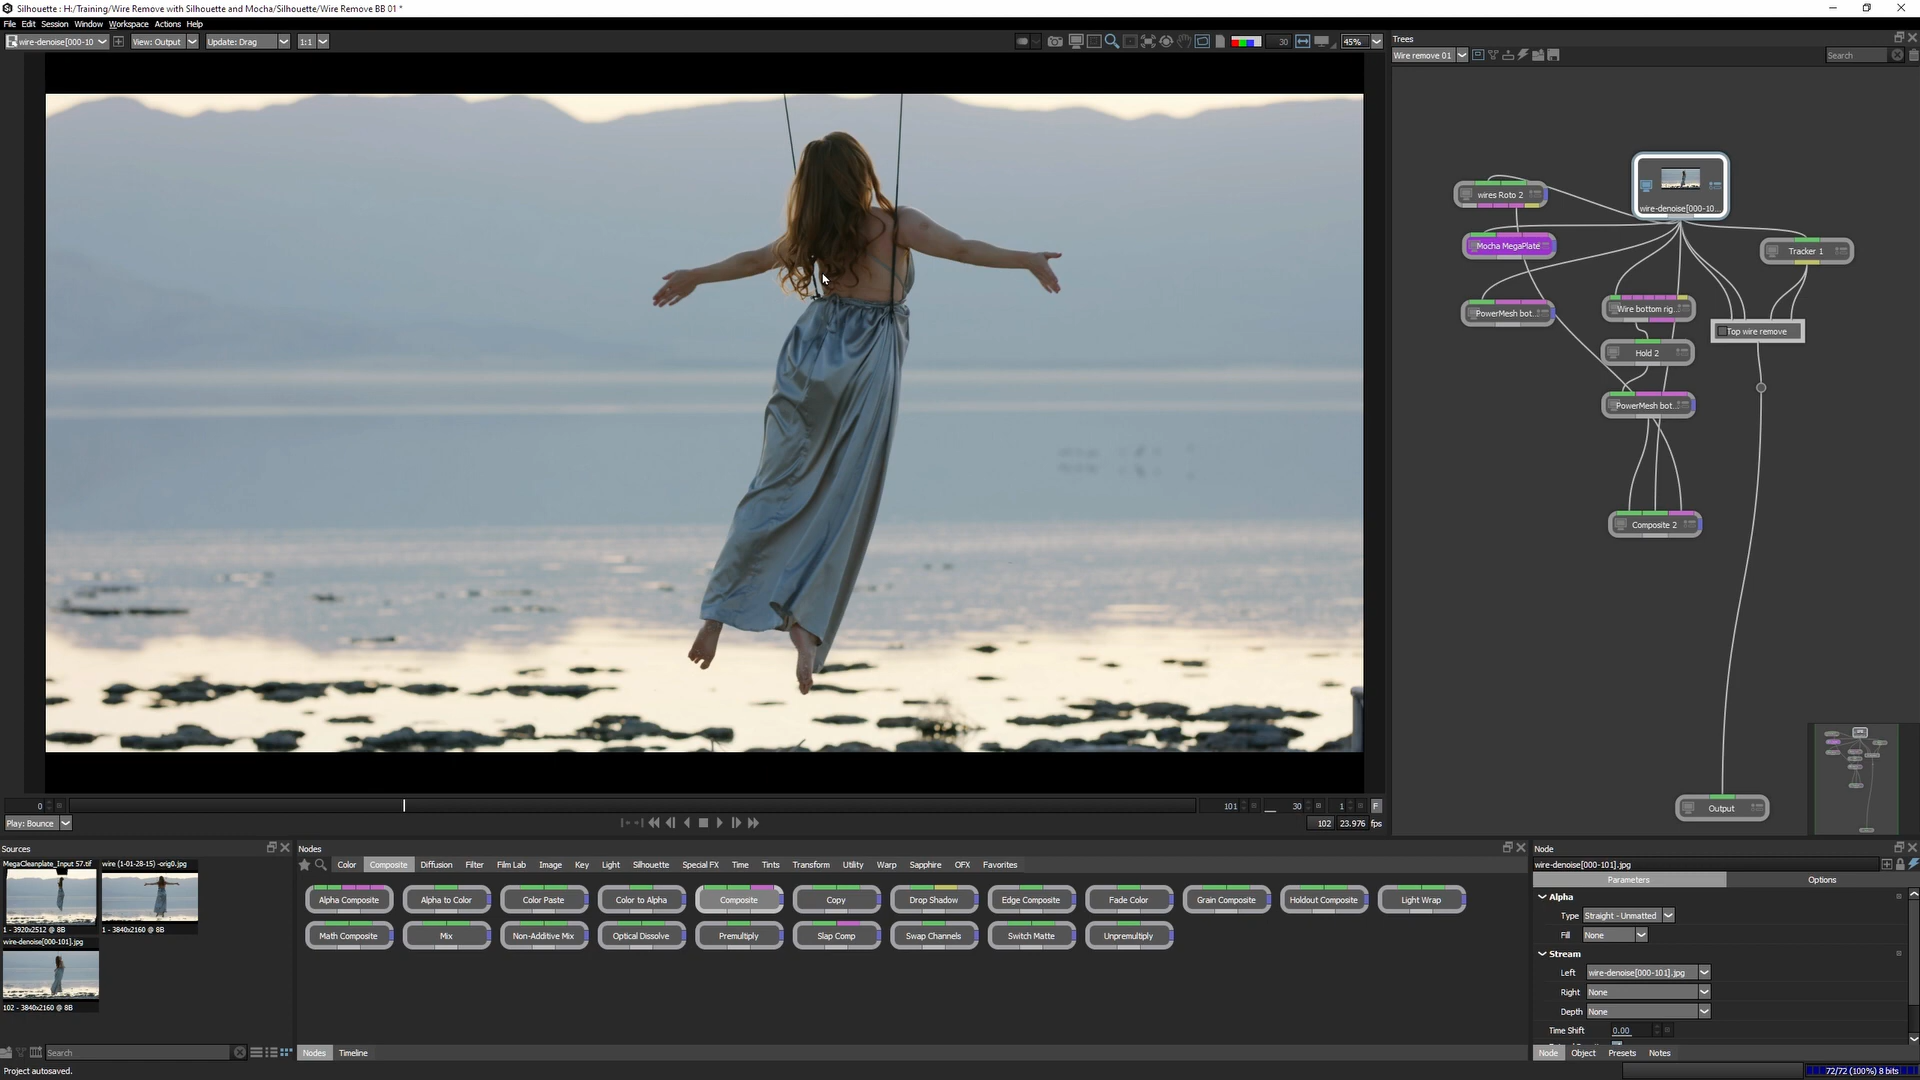 Silhouette : H:/Training/Wire Remove with Silhouette and Mocha/Silhouette/Wire Remove BB 01 *
File Edit Session Window Workspace Actions Help
wire-denoise[000-10 View: Output Update: Drag 1:1 30 45%
Trees
Wire remove 01 Search
wires Roto 2
wire-denoise[000-10...
Mocha MegaPlate
Tracker 1
PowerMesh bot...
Wire bottom rig...
Top wire remove
Hold 2
PowerMesh bot...
Composite 2
Output
0 101 30 1 F
Play: Bounce 102 23.976 fps
Sources
MegaCleanplate_Input 57.tif wire (1-01-28-15) -orig0.jpg
1 - 3920x2512 @ 8B 1 - 3840x2160 @ 8B
wire-denoise[000-101].jpg
102 - 3840x2160 @ 8B
Search
Nodes
Color Composite Diffusion Filter Film Lab Image Key Light Silhouette Special FX Time Tints Transform Utility Warp Sapphire OFX Favorites
Alpha Composite Alpha to Color Color Paste Color to Alpha Composite Copy Drop Shadow Edge Composite Fade Color Grain Composite Holdout Composite Light Wrap
Math Composite Mix Non-Additive Mix Optical Dissolve Premultiply Slap Comp Swap Channels Switch Matte Unpremultiply
Nodes Timeline
Node
wire-denoise[000-101].jpg
Parameters Options
Alpha
Type Straight - Unmatted
Fill None
Stream
Left wire-denoise[000-101].jpg
Right None
Depth None
Time Shift 0.00
Node Object Presets Notes
Project autosaved.
72/72 (100%) 8 bits